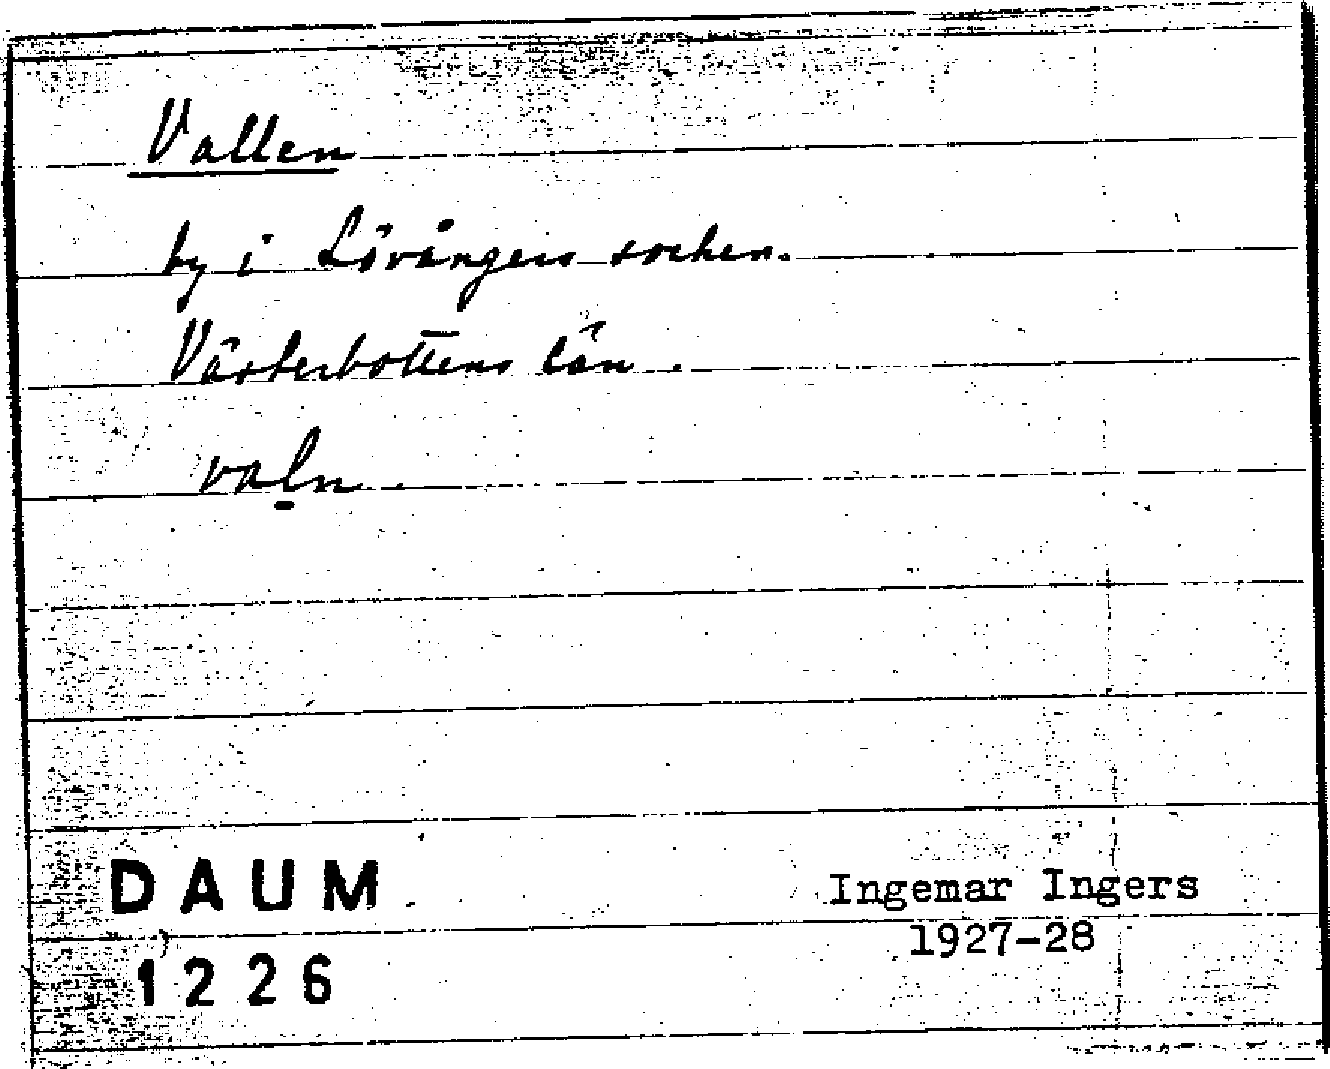 Vallen
by i Lövångers socken.
Västerbottens län.
valn.
DAUM
1226
Ingemar Ingers
1927-28